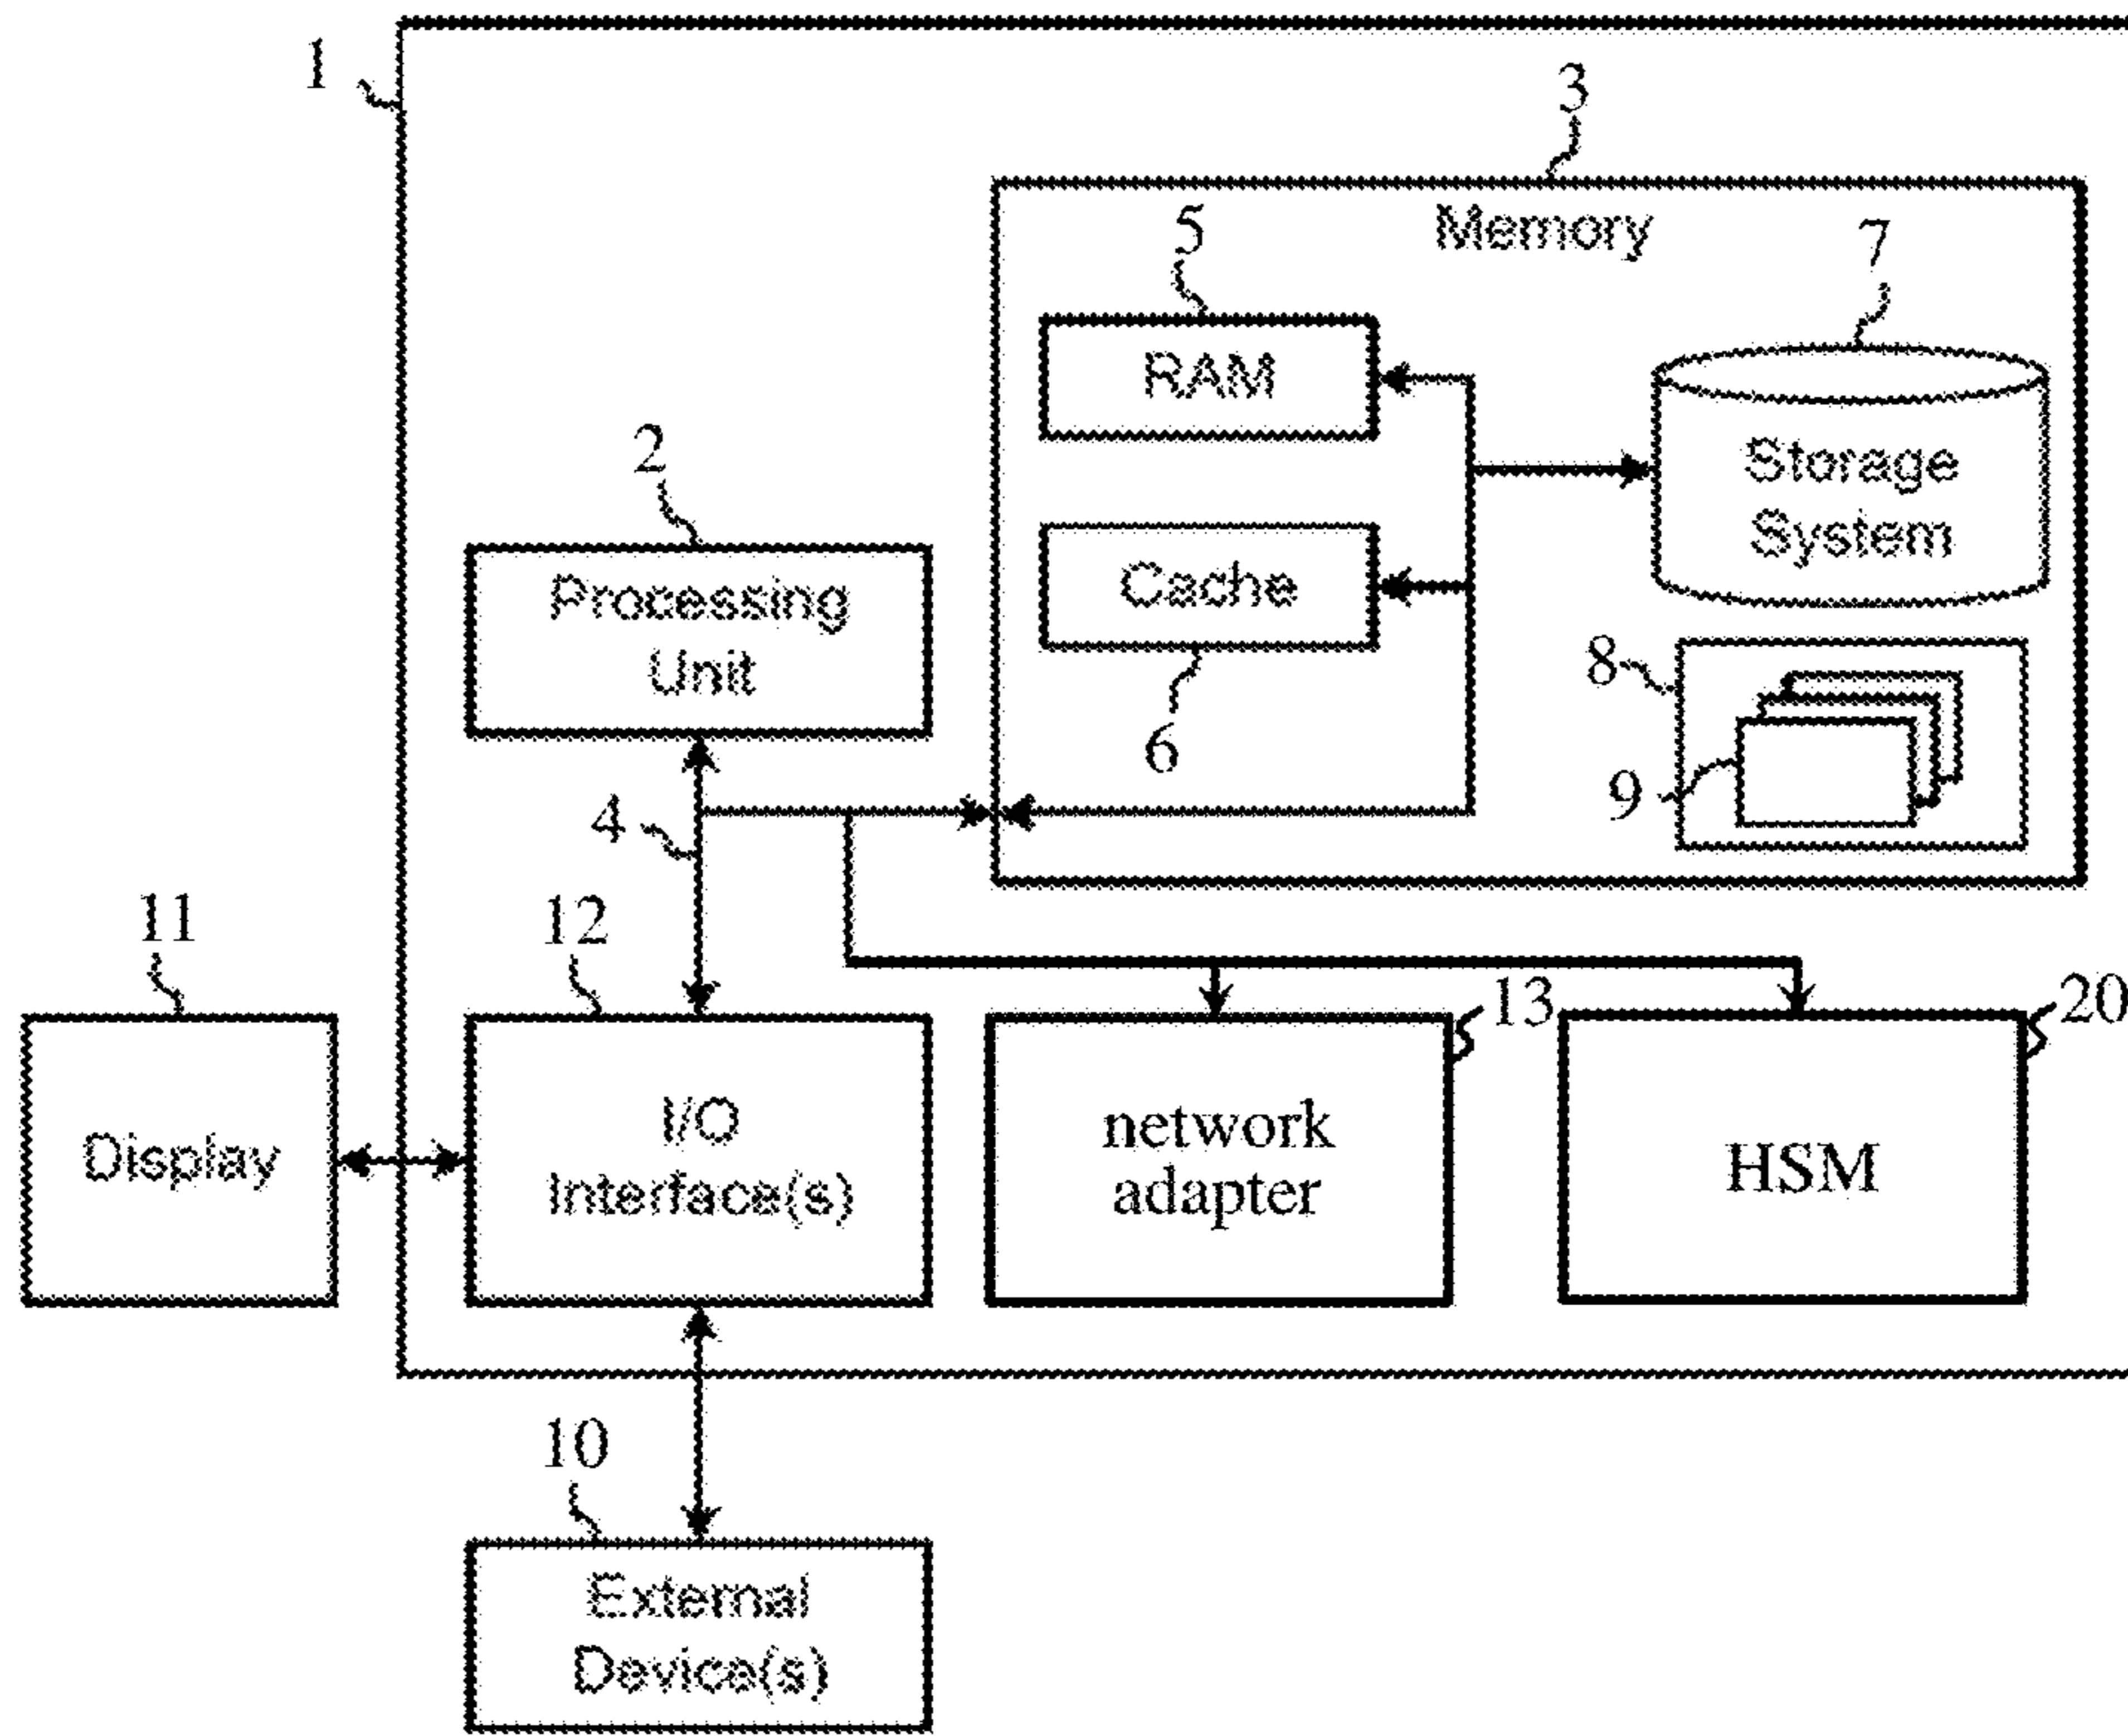 1
3
Memory
5
7
RAM
Storage
System
2
Processing
Unit
Cache
6
8
9
4
11
12
13
20
Display
I/O
Interface(s)
network
adapter
HSM
10
External
Device(s)